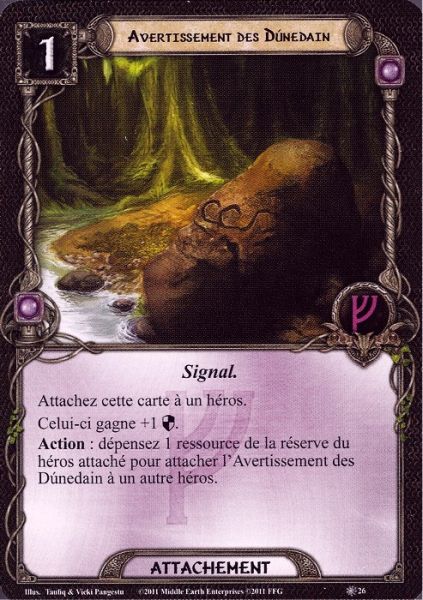 1
Avertissement des Dúnedain
Signal.
Attachez cette carte à un héros.
Celui-ci gagne +1 .
Action : dépensez 1 ressource de la réserve du
héros attaché pour attacher l'Avertissement des
Dúnedain à un autre héros.
ATTACHEMENT
Illus. Taufiq & Vicki Pangestu ©2011 Middle Earth Enterprises ©2011 FFG 26